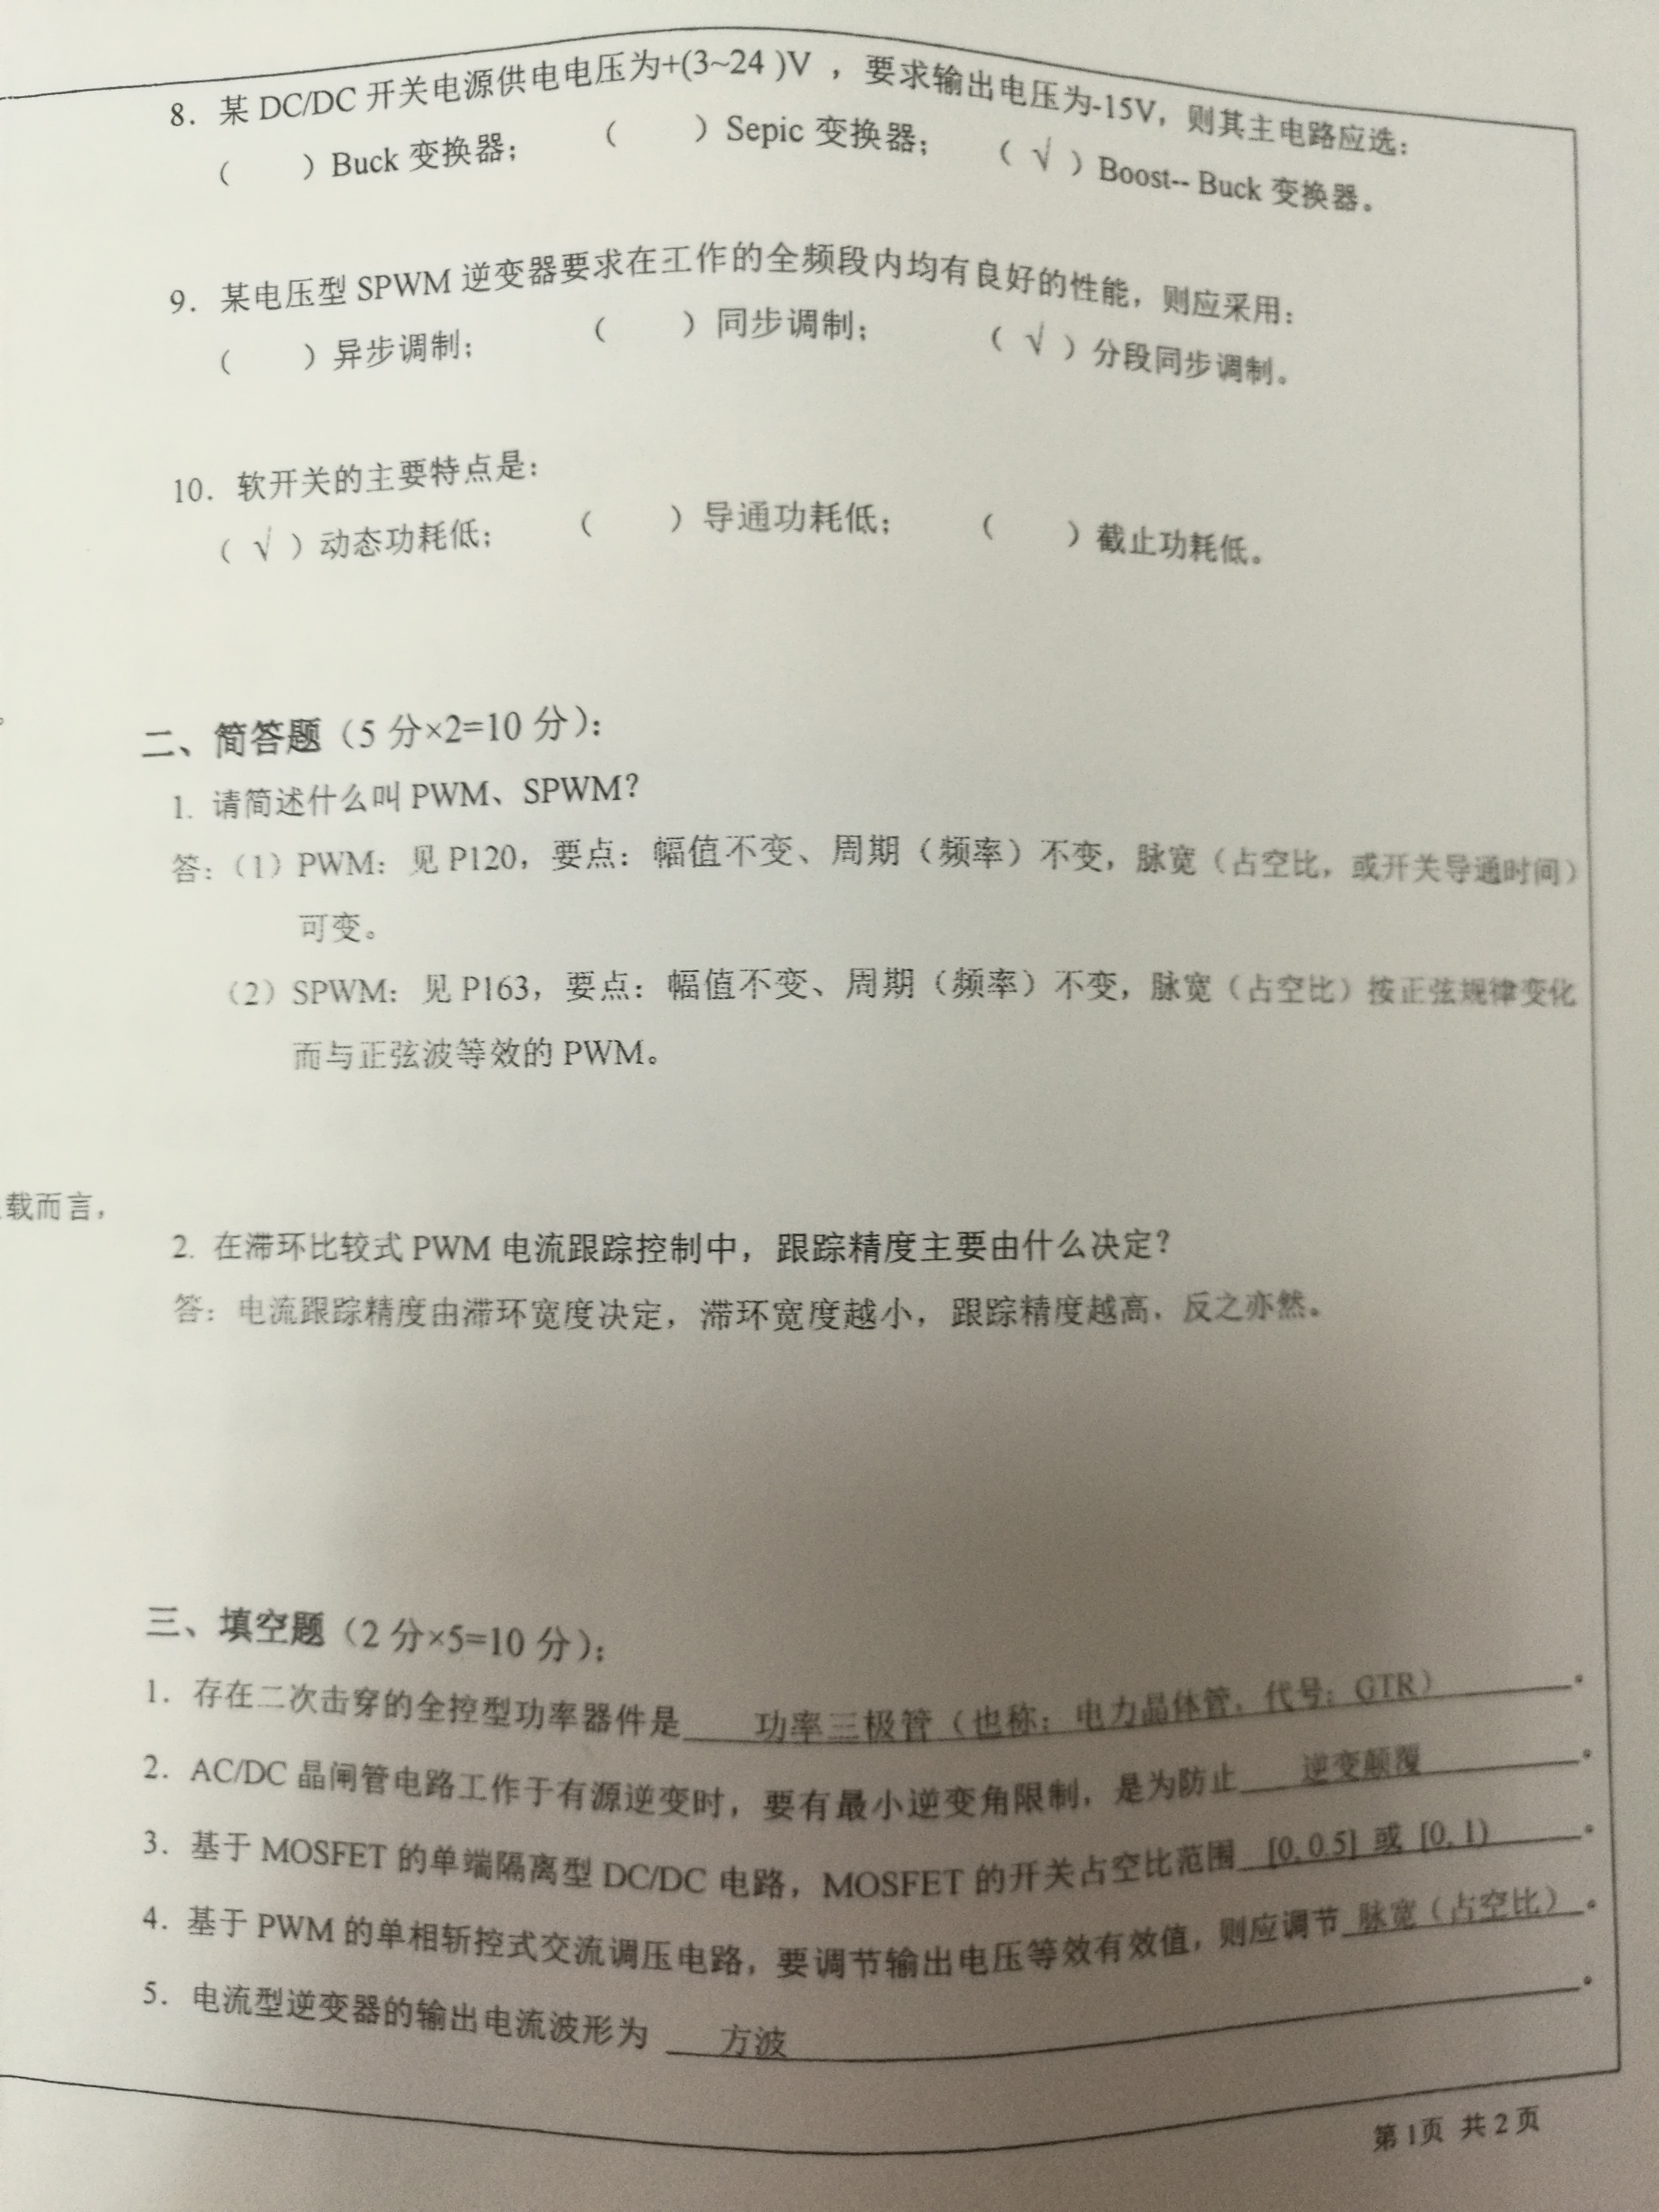 8. 某 DC/DC 开关电源供电电压为+(3~24 )V ，要求输出电压为-15V，则其主电路应选：
（ ）Buck 变换器； （ ）Sepic 变换器； （ √ ）Boost-- Buck 变换器。
9. 某电压型 SPWM 逆变器要求在工作的全频段内均有良好的性能，则应采用：
（ ）异步调制； （ ）同步调制； （ √ ）分段同步调制。
10. 软开关的主要特点是：
（ √ ）动态功耗低； （ ）导通功耗低； （ ）截止功耗低。
二、简答题（5 分×2=10 分）：
1. 请简述什么叫 PWM、SPWM？
答：（1）PWM：见 P120，要点：幅值不变、周期（频率）不变，脉宽（占空比，或开关导通时间）
可变。
（2）SPWM：见 P163，要点：幅值不变、周期（频率）不变，脉宽（占空比）按正弦规律变化
而与正弦波等效的 PWM。
载而言，
2. 在滞环比较式 PWM 电流跟踪控制中，跟踪精度主要由什么决定？
答：电流跟踪精度由滞环宽度决定，滞环宽度越小，跟踪精度越高，反之亦然。
三、填空题（2 分×5=10 分）：
1. 存在二次击穿的全控型功率器件是 功率三极管（也称：电力晶体管，代号：GTR） 。
2. AC/DC 晶闸管电路工作于有源逆变时，要有最小逆变角限制，是为防止 逆变颠覆 。
3. 基于 MOSFET 的单端隔离型 DC/DC 电路，MOSFET 的开关占空比范围 [0, 0.5] 或 [0, 1) 。
4. 基于 PWM 的单相斩控式交流调压电路，要调节输出电压等效有效值，则应调节 脉宽（占空比） 。
5. 电流型逆变器的输出电流波形为 方波 。
第 1页 共 2 页